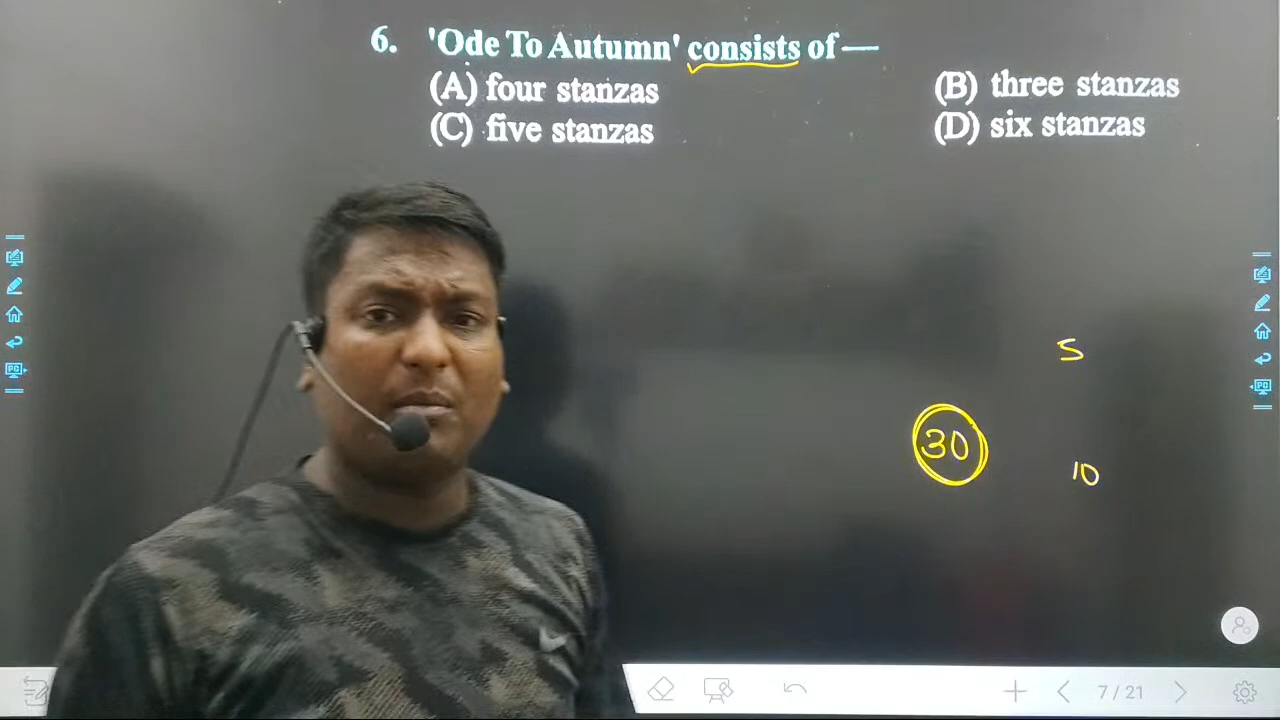 6. 'Ode To Autumn' consists of—
(A) four stanzas (B) three stanzas
(C) five stanzas (D) six stanzas
5
30
10
7 / 21